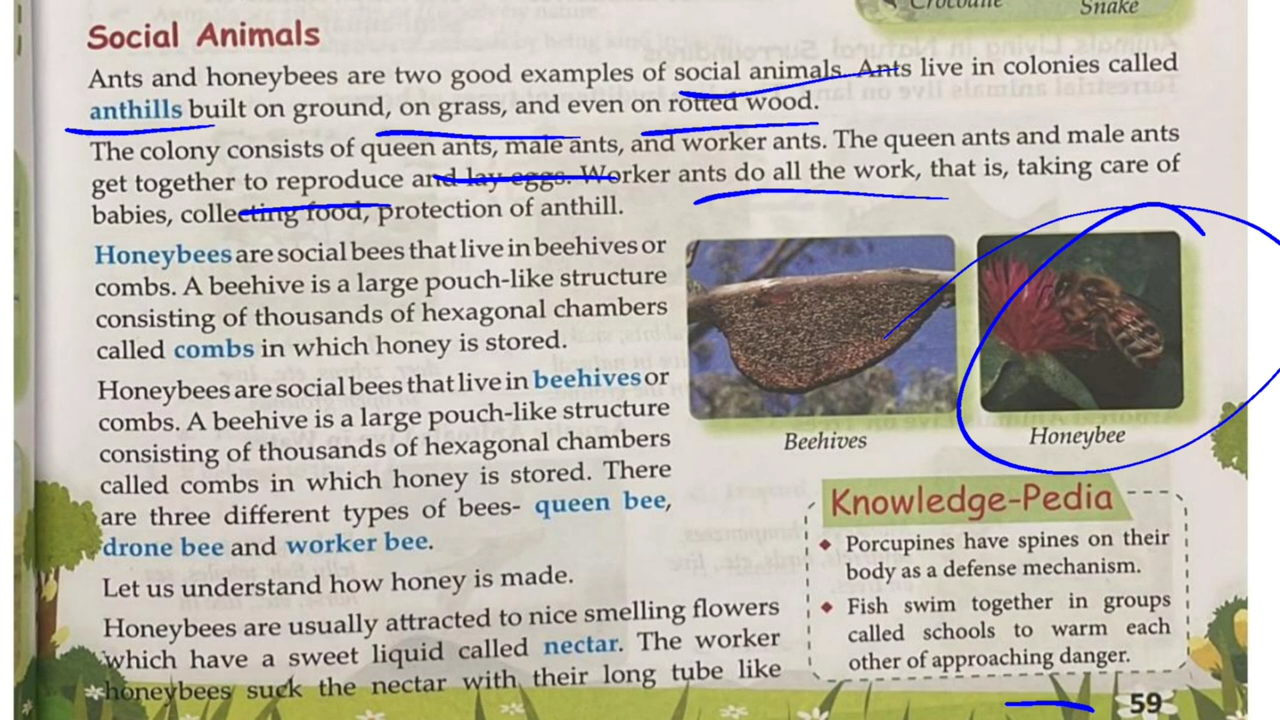 Crocodile
Snake
Social Animals
Ants and honeybees are two good examples of social animals. Ants live in colonies called
anthills built on ground, on grass, and even on rotted wood.
The colony consists of queen ants, male ants, and worker ants. The queen ants and male ants
get together to reproduce and lay eggs. Worker ants do all the work, that is, taking care of
babies, collecting food, protection of anthill.
Honeybees are social bees that live in beehives or
combs. A beehive is a large pouch-like structure
consisting of thousands of hexagonal chambers
called combs in which honey is stored.
Honeybees are social bees that live in beehives or
combs. A beehive is a large pouch-like structure
consisting of thousands of hexagonal chambers
called combs in which honey is stored. There
are three different types of bees- queen bee,
drone bee and worker bee.
Let us understand how honey is made.
Honeybees are usually attracted to nice smelling flowers
which have a sweet liquid called nectar. The worker
honeybees suck the nectar with their long tube like
Beehives
Honeybee
Knowledge-Pedia
♦ Porcupines have spines on their
body as a defense mechanism.
♦ Fish swim together in groups
called schools to warm each
other of approaching danger.
59